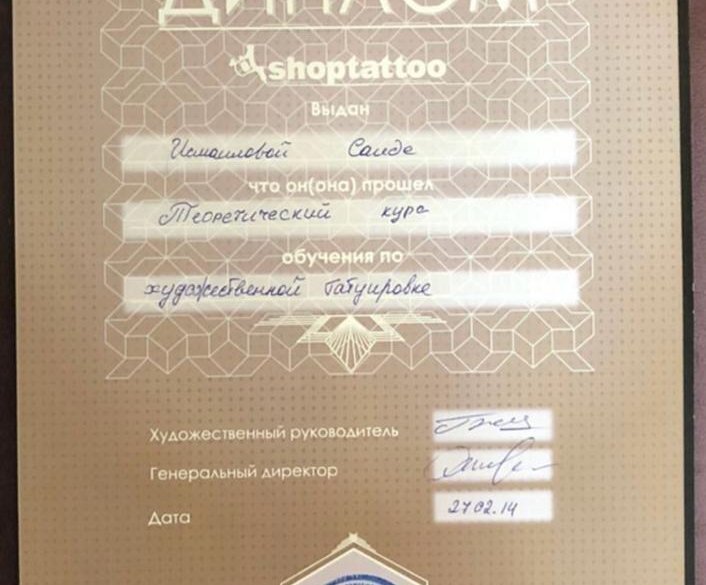 ДИПЛОМ
shoptattoo
Выдан
Исмаиловой Саиде
что он(она) прошел
Теоретический курс
обучения по
художественной татуировке
Художественный руководитель
Генеральный директор
Дата 27.02.14